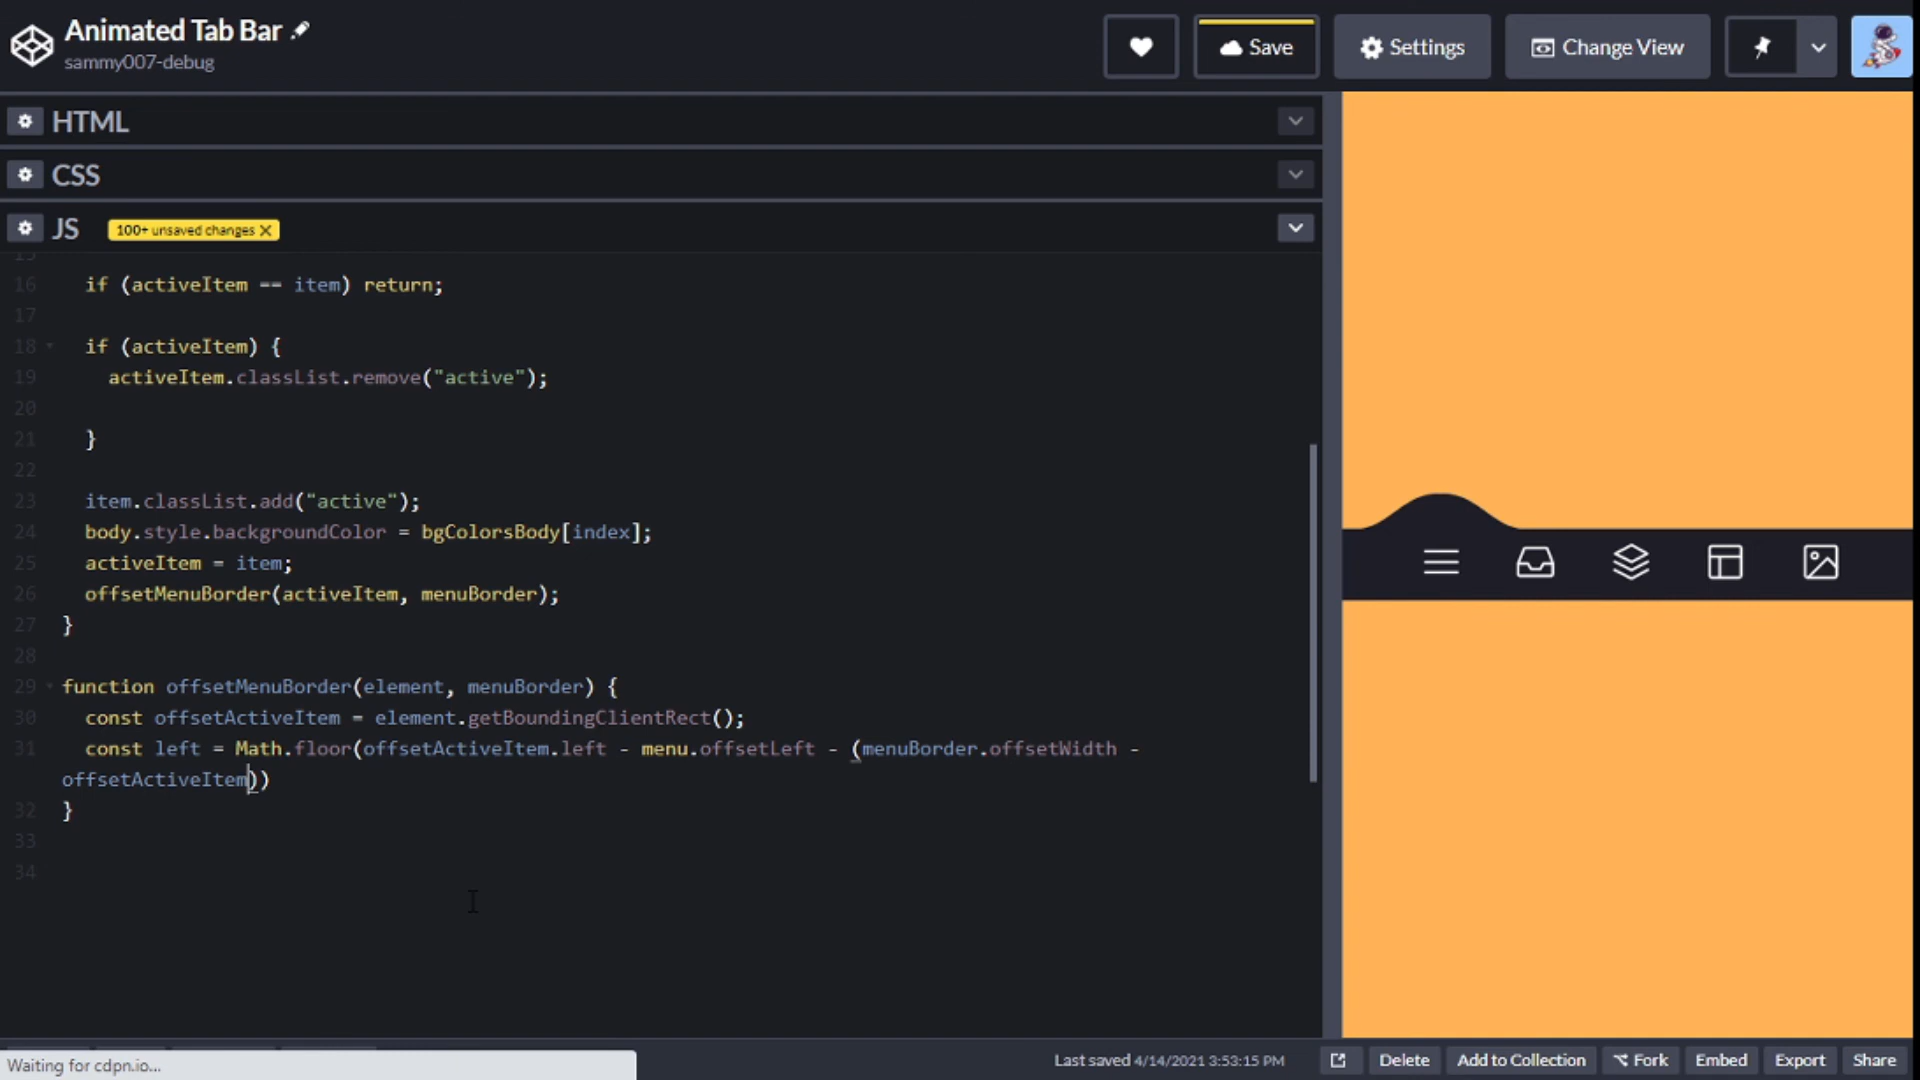 Animated Tab Bar
sammy007-debug
Save
Settings
Change View
HTML
CSS
JS
100+ unsaved changes X
15
16 if (activeItem == item) return;
17
18 if (activeItem) {
19 activeItem.classList.remove("active");
20
21 }
22
23 item.classList.add("active");
24 body.style.backgroundColor = bgColorsBody[index];
25 activeItem = item;
26 offsetMenuBorder(activeItem, menuBorder);
27 }
28
29 function offsetMenuBorder(element, menuBorder) {
30 const offsetActiveItem = element.getBoundingClientRect();
31 const left = Math.floor(offsetActiveItem.left - menu.offsetLeft - (menuBorder.offsetWidth -
offsetActiveItem))
32 }
33
34
Waiting for cdpn.io...
Last saved 4/14/2021 3:53:15 PM
Delete
Add to Collection
Fork
Embed
Export
Share